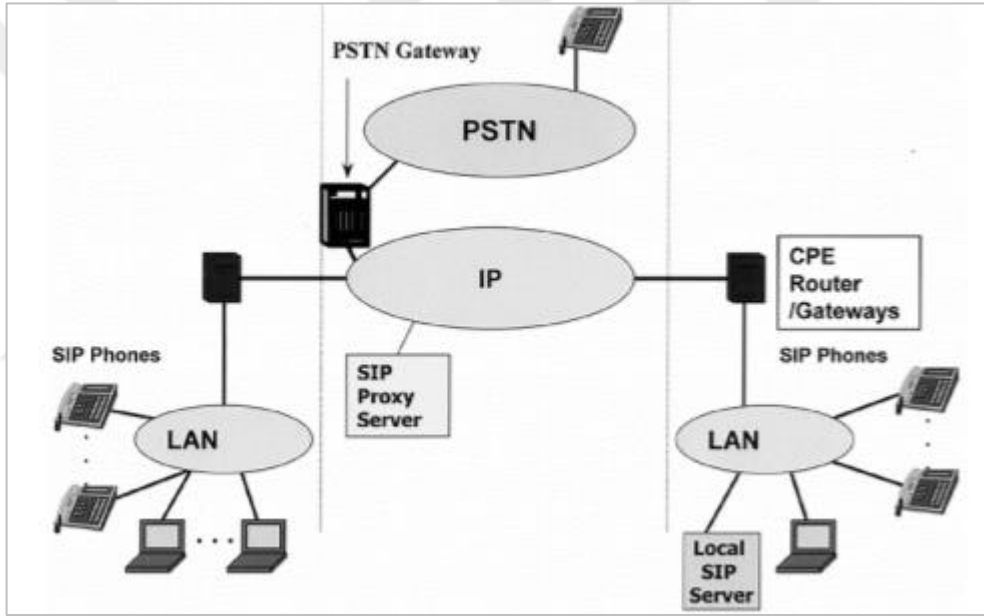 PSTN Gateway
PSTN
IP
CPE
Router
/Gateways
SIP Phones
SIP
Proxy
Server
SIP Phones
LAN
LAN
Local
SIP
Server